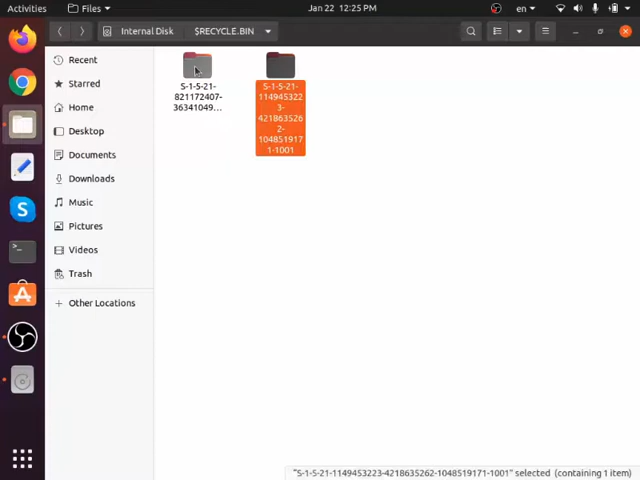 Activities
Files
Jan 22 12:25 PM
en
Internal Disk
$RECYCLE.BIN
Recent
Starred
Home
Desktop
Documents
Downloads
Music
Pictures
Videos
Trash
+ Other Locations
S-1-5-21-
821172407-
36341049...
S-1-5-21-
114945322
3-
421863526
2-
104851917
1-1001
"S-1-5-21-1149453223-4218635262-1048519171-1001" selected (containing 1 item)